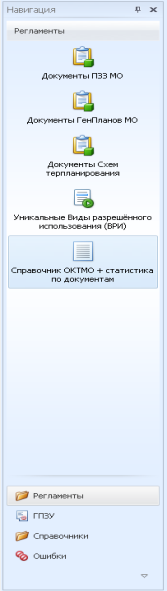 Навигация
Регламенты
Документы ПЗЗ МО
Документы ГенПланов МО
Документы Схем
терпланирования
Уникальные Виды разрешённого
использования (ВРИ)
Справочник ОКТМО + статистика
по документам
Регламенты
ГПЗУ
Справочники
Ошибки